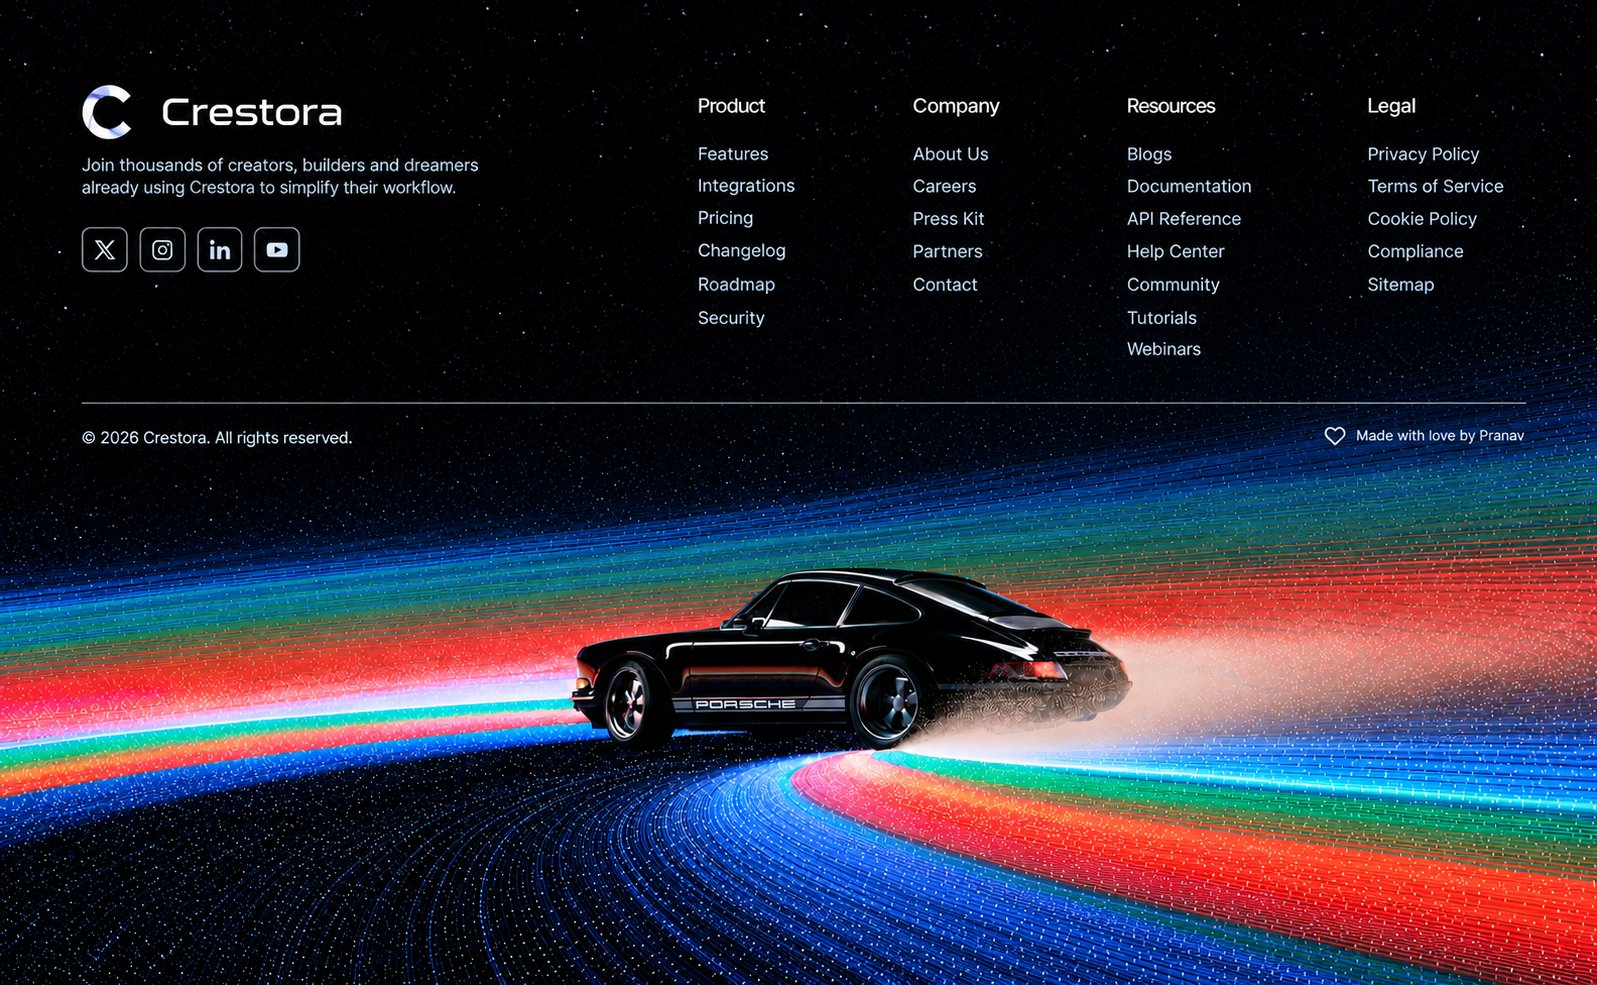 Crestora
Join thousands of creators, builders and dreamers
already using Crestora to simplify their workflow.
Product
Features
Integrations
Pricing
Changelog
Roadmap
Security
Company
About Us
Careers
Press Kit
Partners
Contact
Resources
Blogs
Documentation
API Reference
Help Center
Community
Tutorials
Webinars
Legal
Privacy Policy
Terms of Service
Cookie Policy
Compliance
Sitemap
© 2026 Crestora. All rights reserved.
Made with love by Pranav
PORSCHE